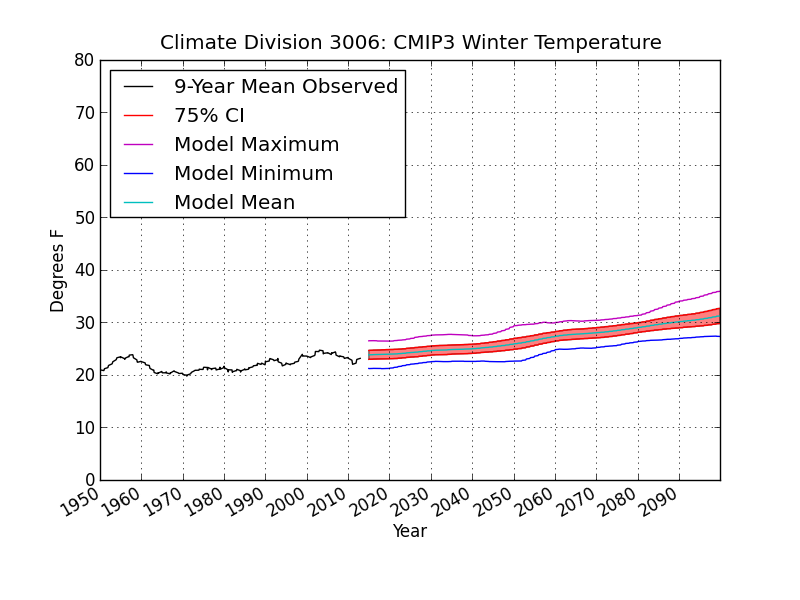 Climate Division 3006: CMIP3 Winter Temperature
80
70
60
50
40
30
20
10
0
Degrees F
9-Year Mean Observed
75% CI
Model Maximum
Model Minimum
Model Mean
1950 1960 1970 1980 1990 2000 2010 2020 2030 2040 2050 2060 2070 2080 2090
Year